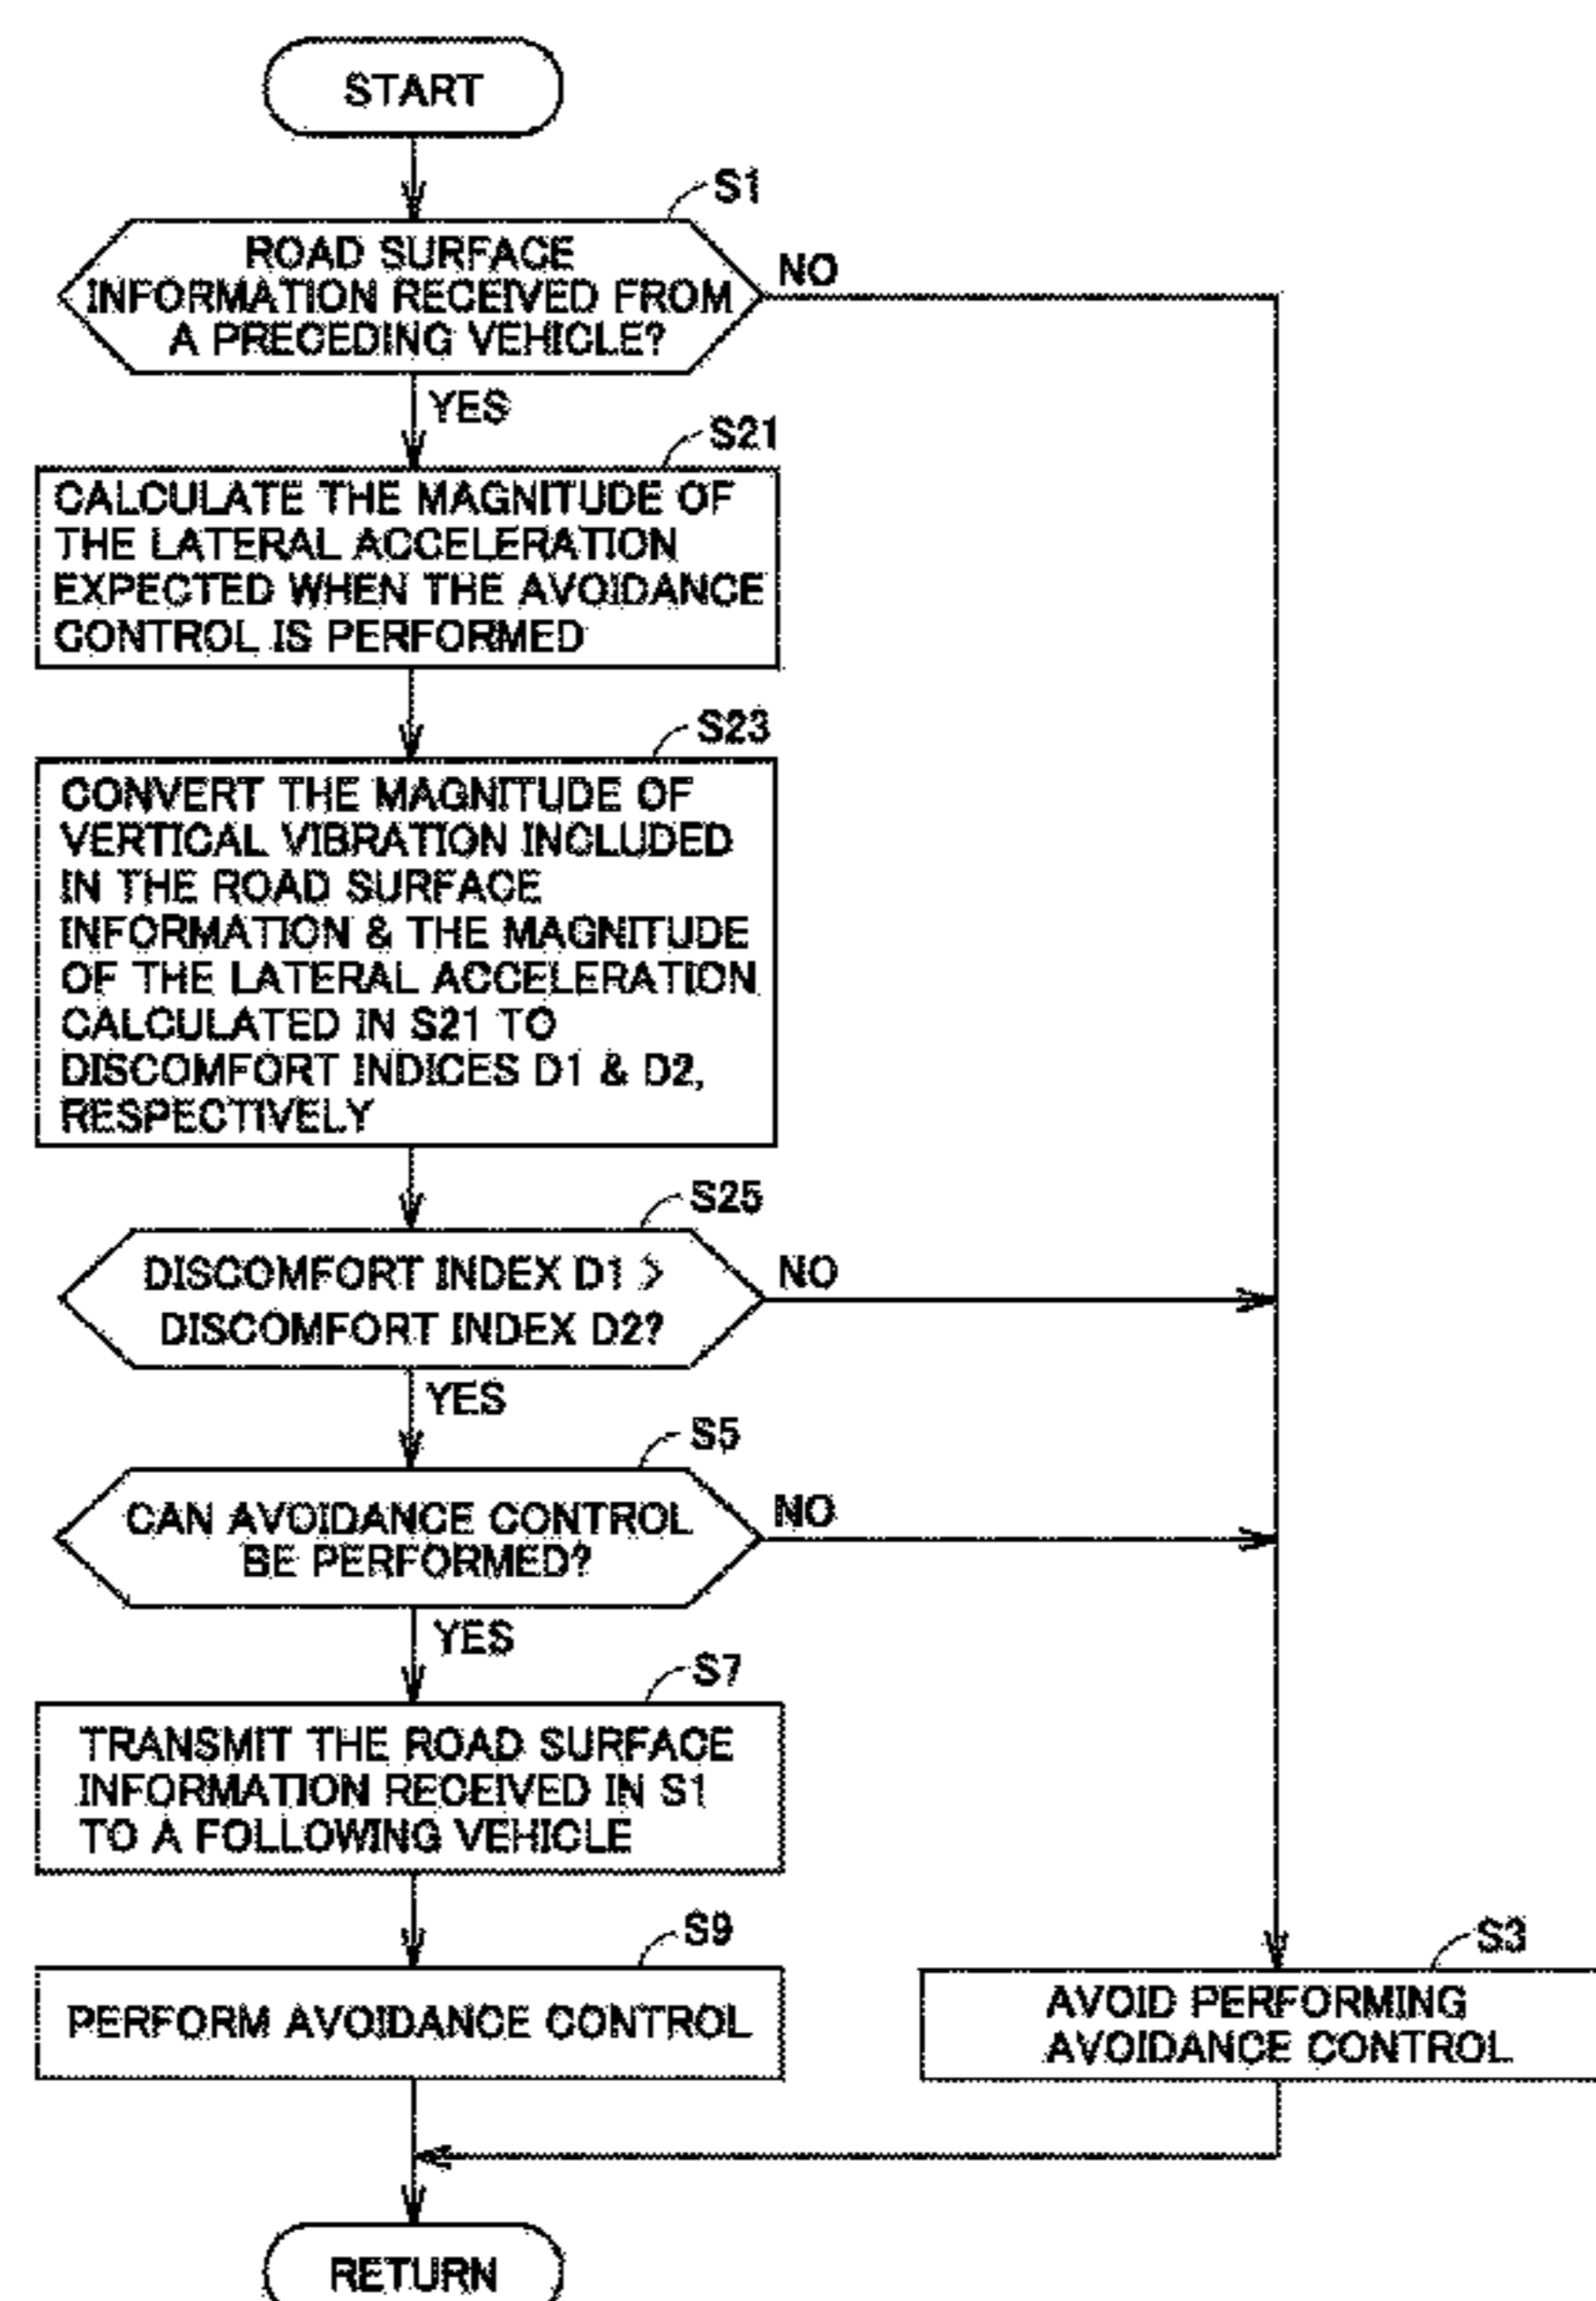 START
S1
ROAD SURFACE
INFORMATION RECEIVED FROM
A PRECEDING VEHICLE?
NO
YES
S21
CALCULATE THE MAGNITUDE OF
THE LATERAL ACCELERATION
EXPECTED WHEN THE AVOIDANCE
CONTROL IS PERFORMED
S23
CONVERT THE MAGNITUDE OF
VERTICAL VIBRATION INCLUDED
IN THE ROAD SURFACE
INFORMATION & THE MAGNITUDE
OF THE LATERAL ACCELERATION
CALCULATED IN S21 TO
DISCOMFORT INDICES D1 & D2,
RESPECTIVELY
S25
DISCOMFORT INDEX D1 >
DISCOMFORT INDEX D2?
NO
YES
S5
CAN AVOIDANCE CONTROL
BE PERFORMED?
NO
YES
S7
TRANSMIT THE ROAD SURFACE
INFORMATION RECEIVED IN S1
TO A FOLLOWING VEHICLE
S9
PERFORM AVOIDANCE CONTROL
S3
AVOID PERFORMING
AVOIDANCE CONTROL
RETURN